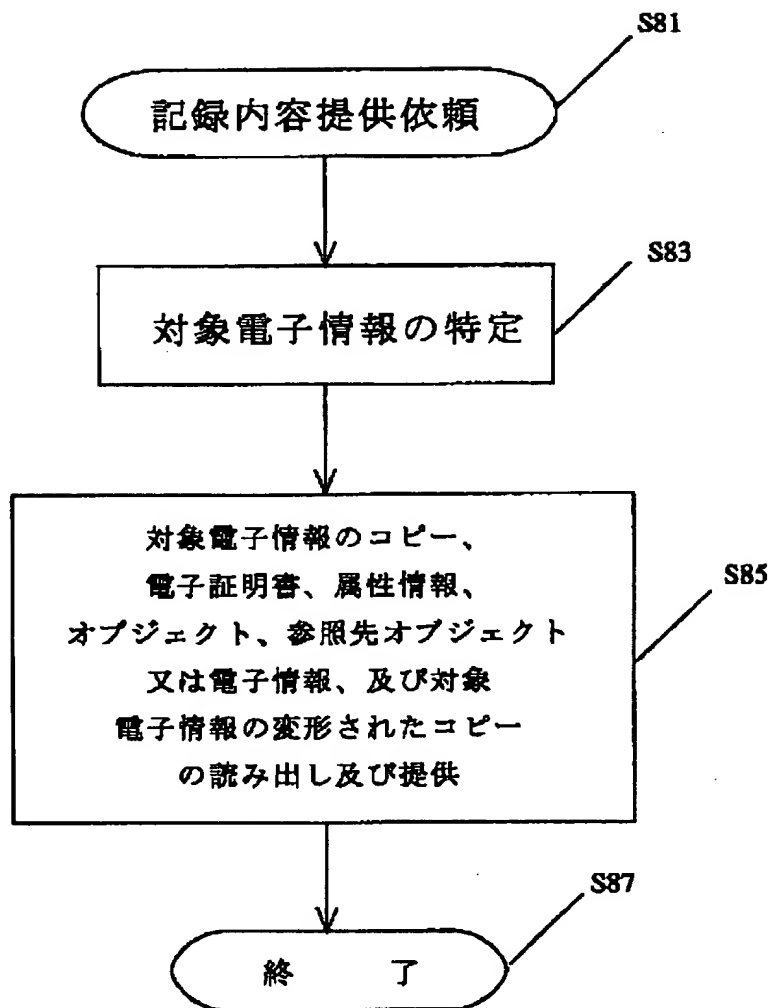 S81
記録内容提供依頼
S83
対象電子情報の特定
S85
対象電子情報のコピー、
電子証明書、属性情報、
オブジェクト、参照先オブジェクト
又は電子情報、及び対象
電子情報の変形されたコピー
の読み出し及び提供
S87
終　了